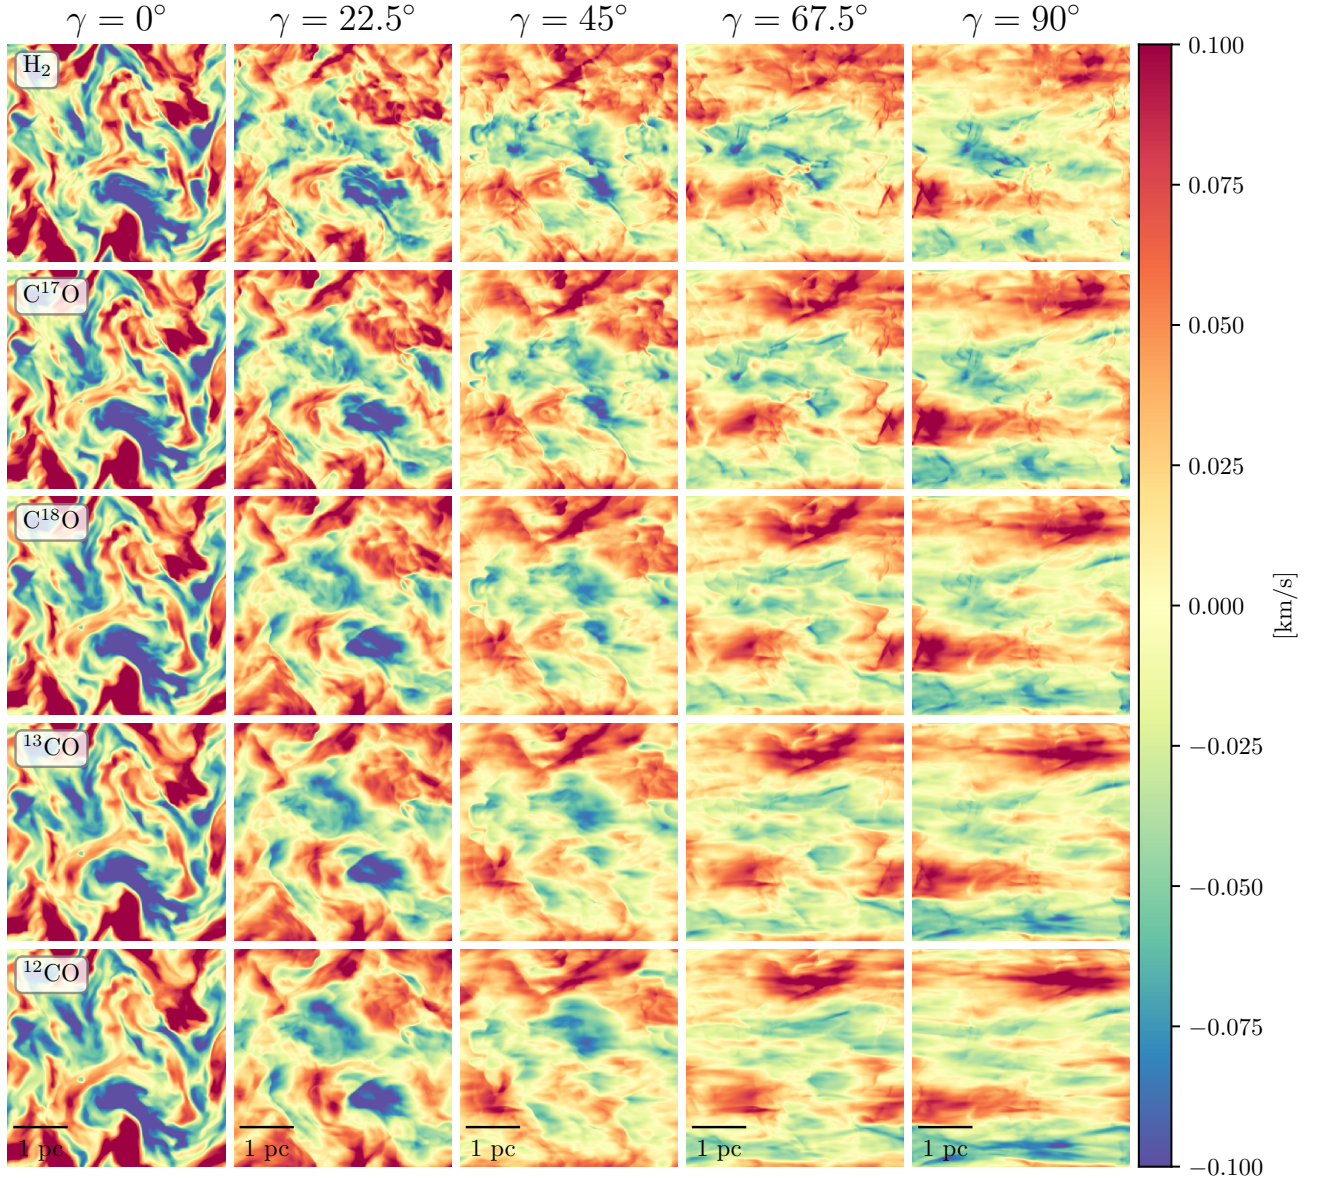 γ = 0° γ = 22.5° γ = 45° γ = 67.5° γ = 90°
H₂
C¹⁷O
C¹⁸O
¹³CO
¹²CO
1 pc 1 pc 1 pc 1 pc 1 pc
0.100
0.075
0.050
0.025
0.000
−0.025
−0.050
−0.075
−0.100
[km/s]